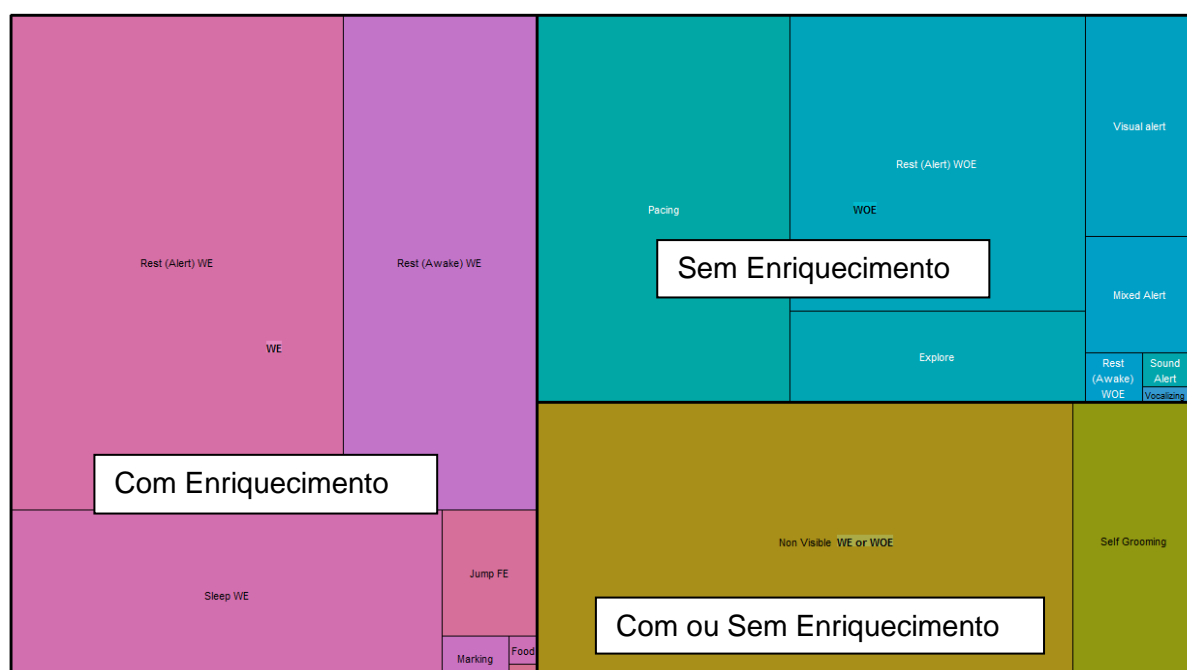 Rest (Alert) WE
WE
Rest (Awake) WE
Com Enriquecimento
Sleep WE
Jump FE
Marking
Food
Pacing
Rest (Alert) WOE
WOE
Sem Enriquecimento
Explore
Visual alert
Mixed Alert
Rest
(Awake)
WOE
Sound
Alert
Vocalizing
Non Visible WE or WOE
Com ou Sem Enriquecimento
Self Grooming